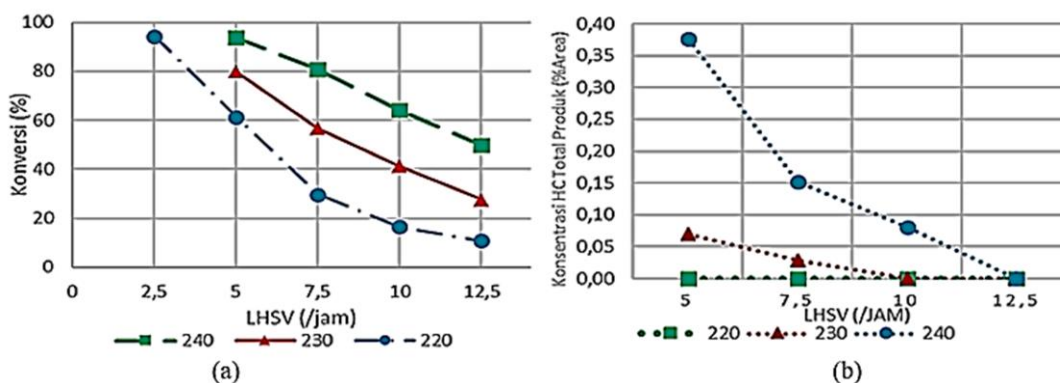 Konversi (%)
100
80
60
40
20
0
0 2,5 5 7,5 10 12,5
LHSV (/jam)
240 230 220
(a)
Konsentrasi HC Total Produk (%Area)
0,40
0,35
0,30
0,25
0,20
0,15
0,10
0,05
0,00
5 7,5 10 12,5
LHSV (/JAM)
220 230 240
(b)